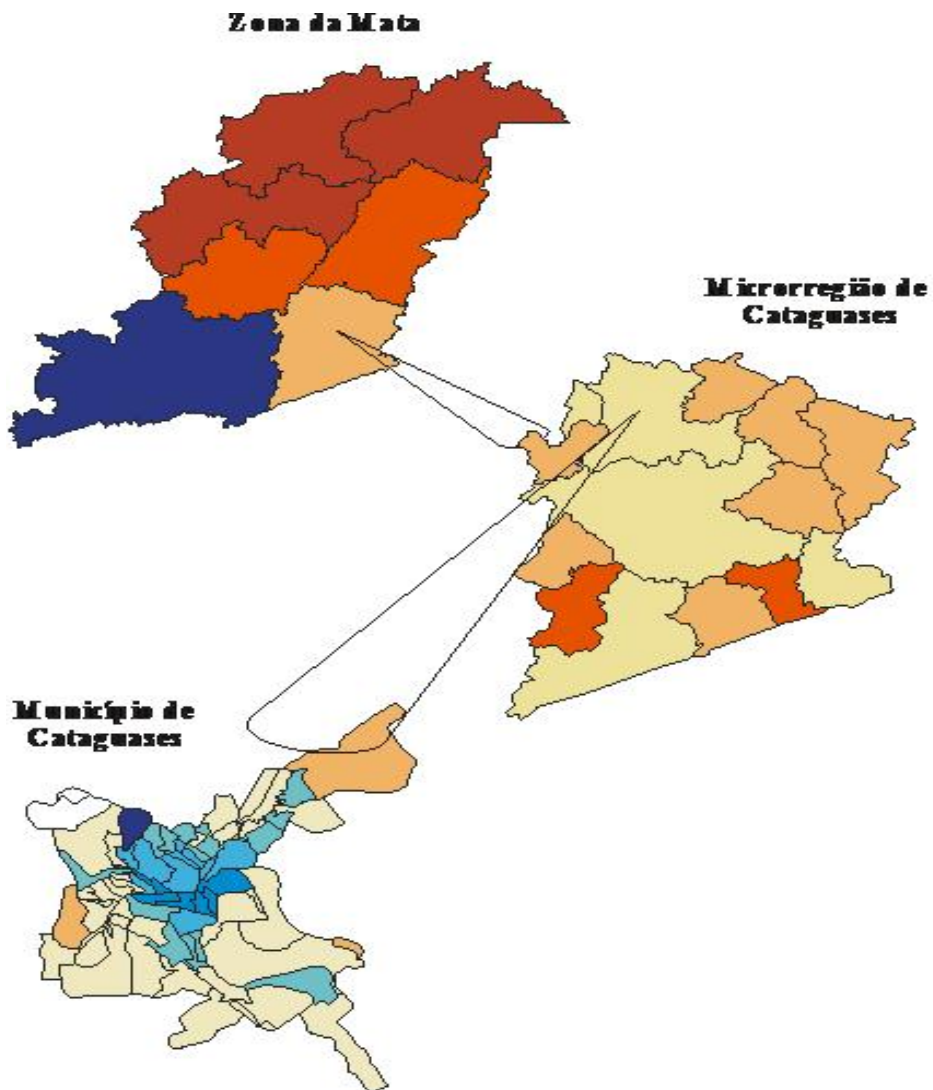 Zona da Mata
Microrregião de
Cataguases
Município de
Cataguases